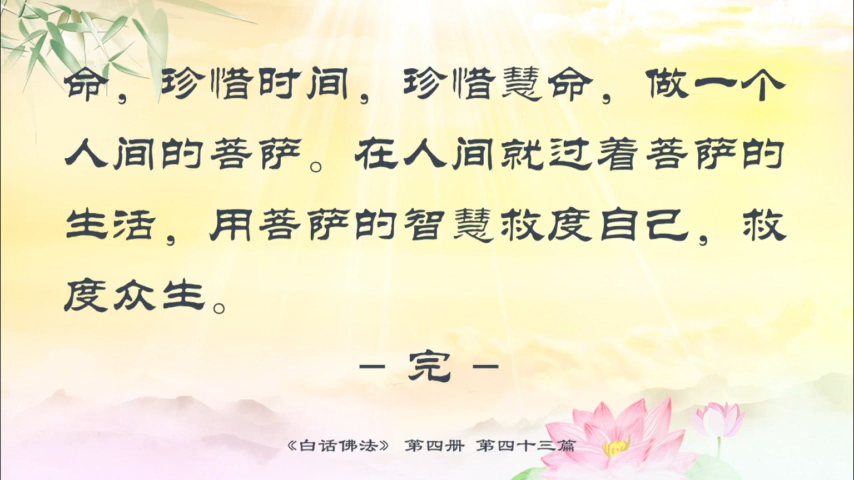 命，珍惜时间，珍惜慧命，做一个
人间的菩萨。在人间就过着菩萨的
生活，用菩萨的智慧救度自己，救
度众生。
– 完 –
《白话佛法》 第四册 第四十三篇